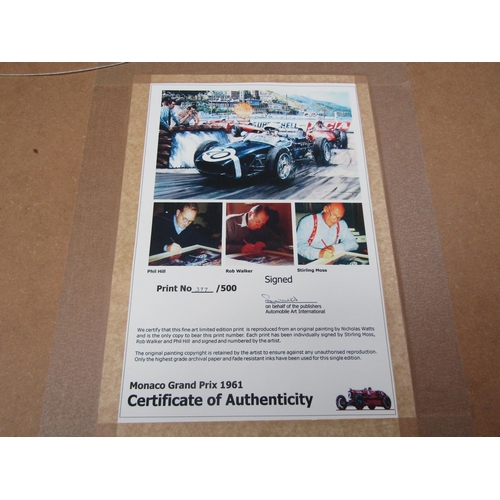 Phil Hill
Rob Walker
Stirling Moss
Signed
Print No 377 /500
on behalf of the publishers
Automobile Art International
We certify that this fine art limited edition print is reproduced from an original painting by Nicholas Watts
and is the only copy to bear this print number. Each print has been individually signed by Stirling Moss,
Rob Walker and Phil Hill and signed and numbered by the artist.
The original painting copyright is retained by the artist to ensure against any unauthorised reproduction.
Only the highest grade archival paper and fade resistant inks have been used for this single edition.
Monaco Grand Prix 1961
Certificate of Authenticity